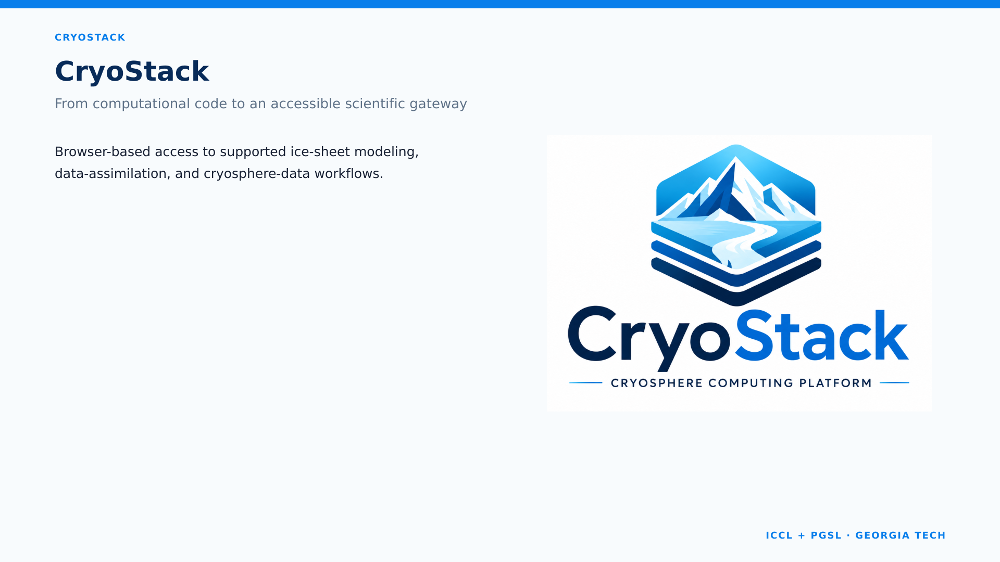 CRYOSTACK
CryoStack
From computational code to an accessible scientific gateway
Browser-based access to supported ice-sheet modeling,
data-assimilation, and cryosphere-data workflows.
CryoStack
CRYOSPHERE COMPUTING PLATFORM
ICCL + PGSL · GEORGIA TECH